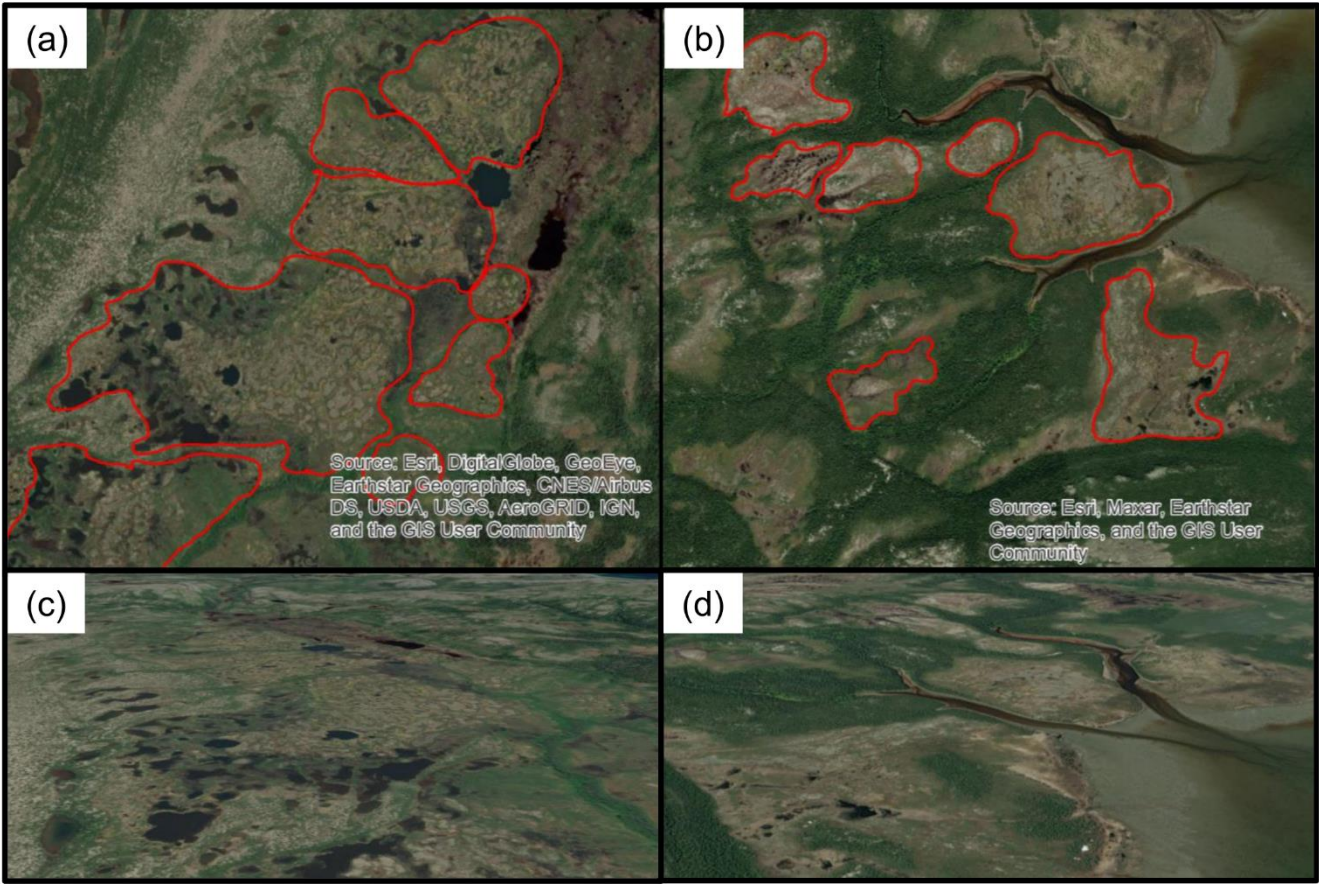 (a)
(b)
Source: Esri, DigitalGlobe, GeoEye,
Earthstar Geographics, CNES/Airbus
DS, USDA, USGS, AeroGRID, IGN,
and the GIS User Community
Source: Esri, Maxar, Earthstar
Geographics, and the GIS User
Community
(c)
(d)